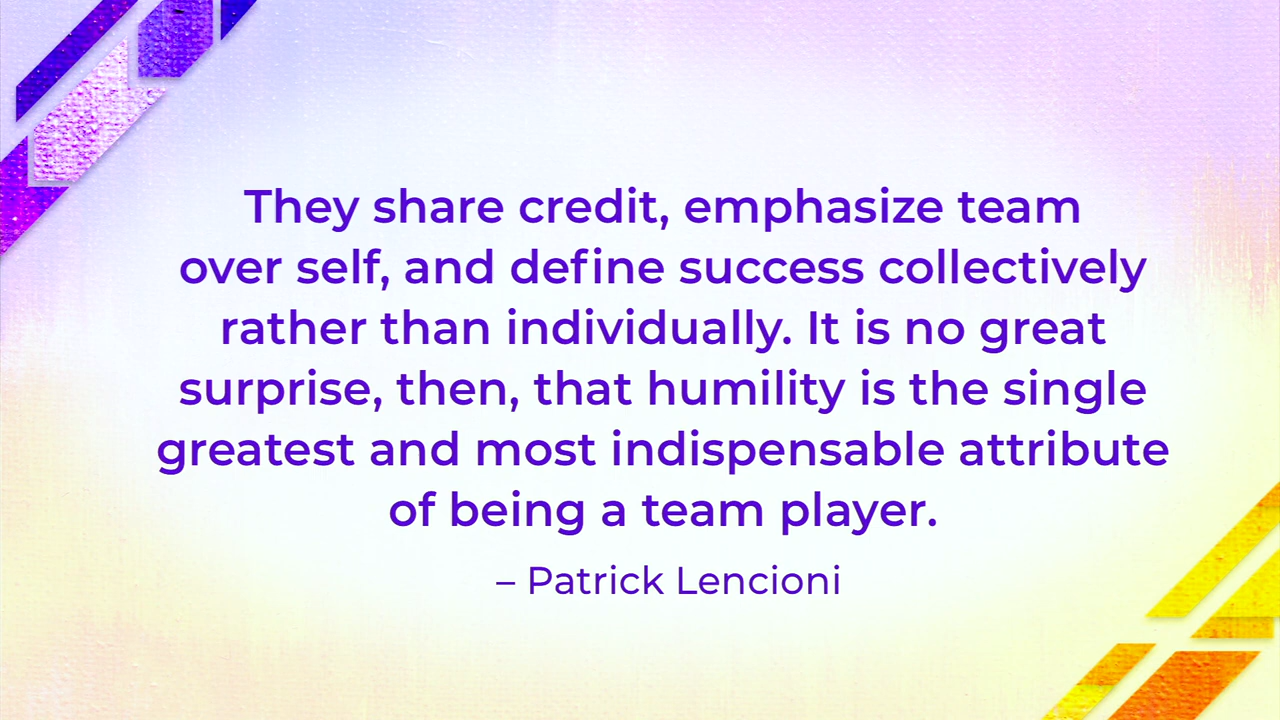 They share credit, emphasize team
over self, and define success collectively
rather than individually. It is no great
surprise, then, that humility is the single
greatest and most indispensable attribute
of being a team player.
– Patrick Lencioni